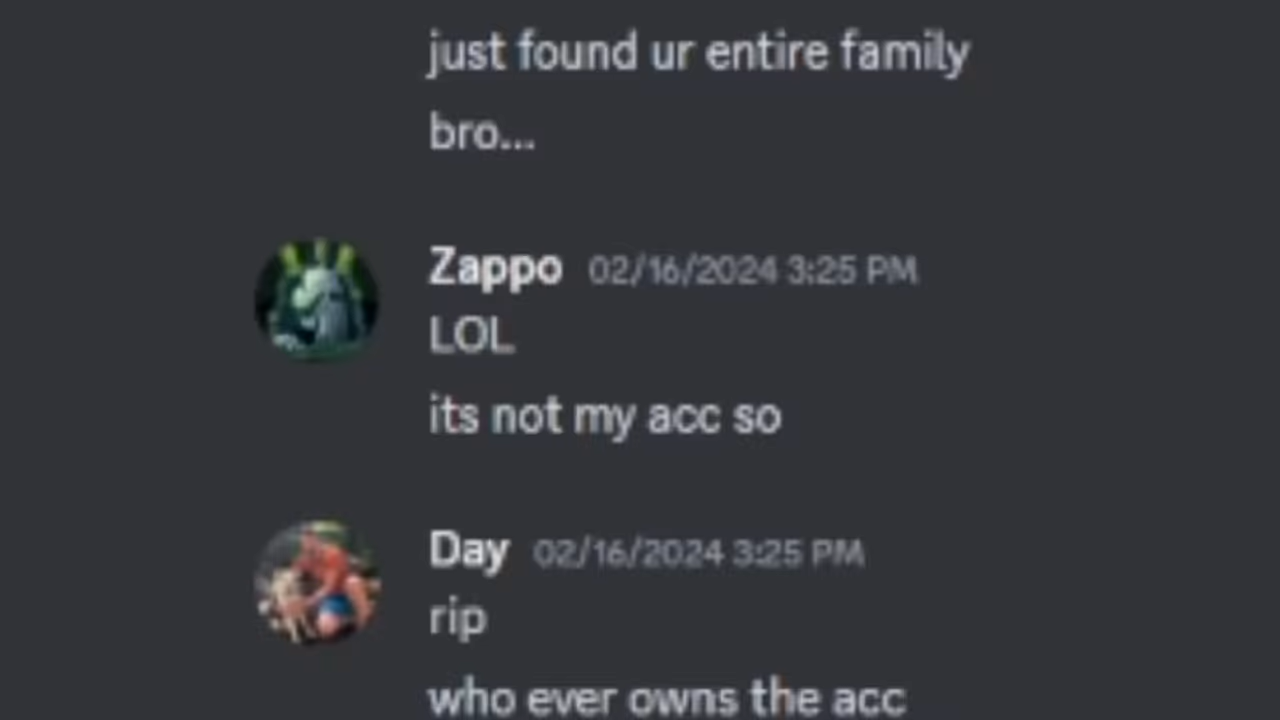 just found ur entire family
bro...
Zappo 02/16/2024 3:25 PM
LOL
its not my acc so
Day 02/16/2024 3:25 PM
rip
who ever owns the acc